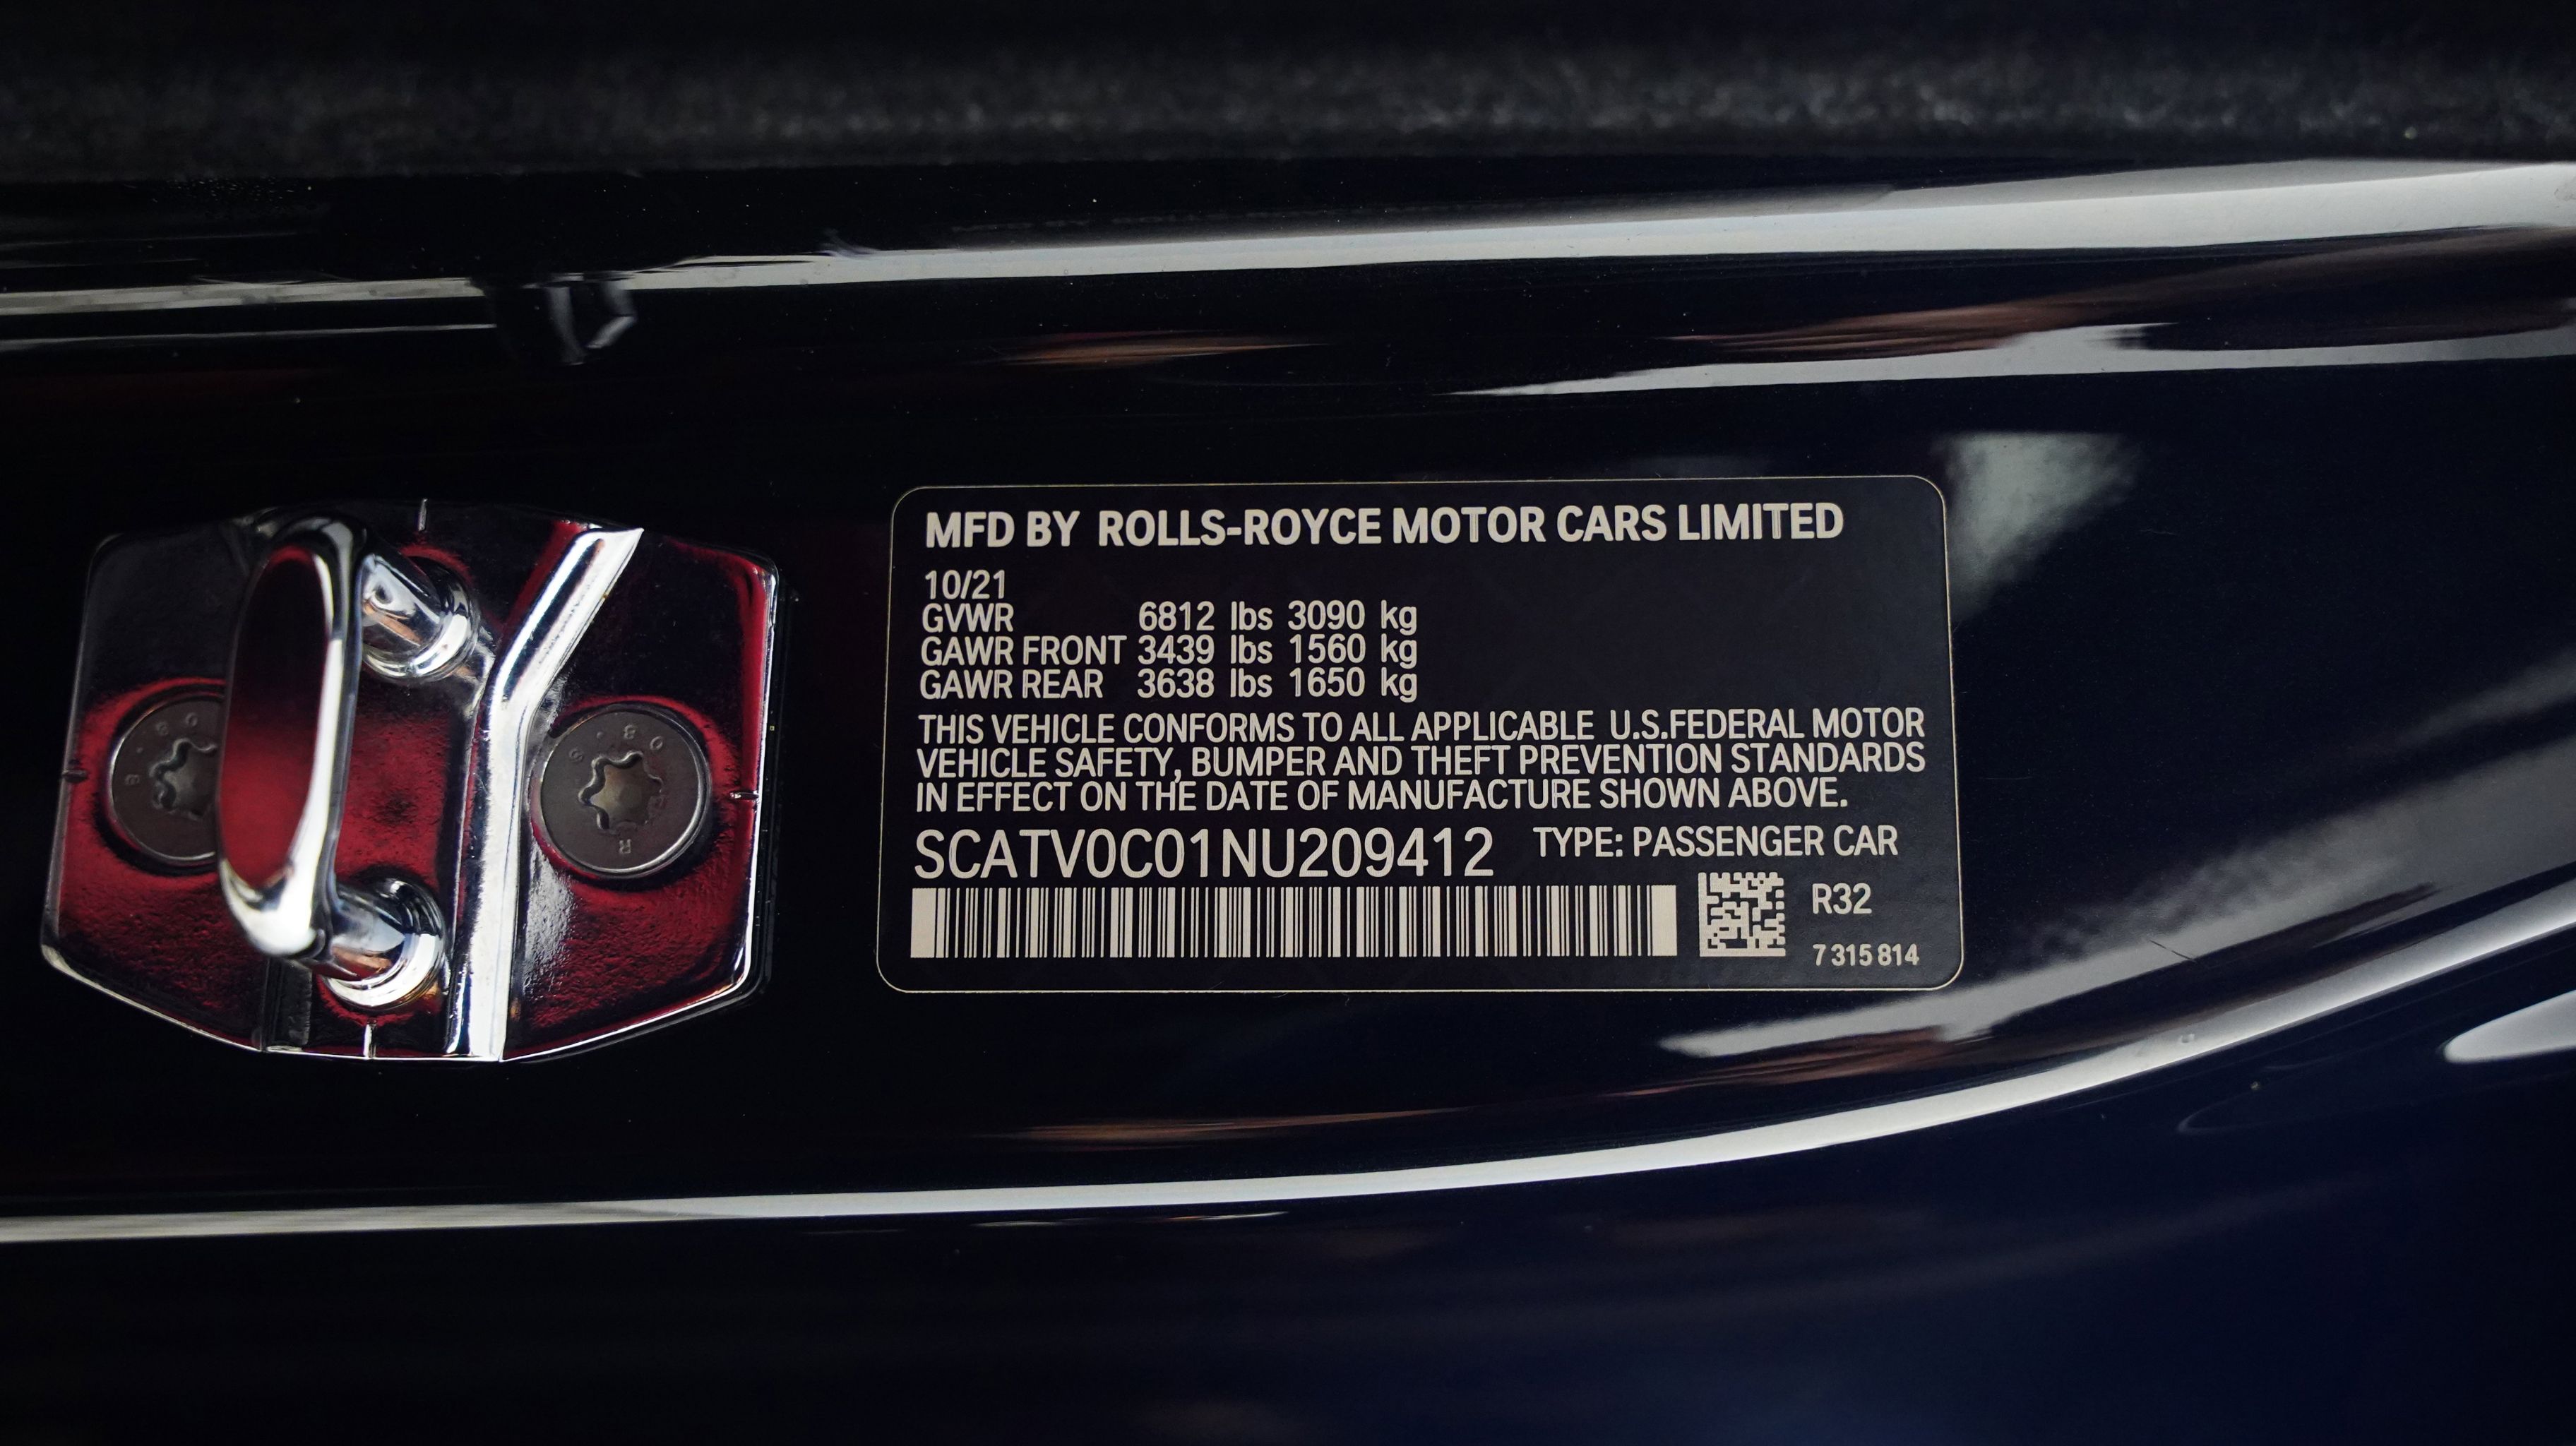 MFD BY ROLLS-ROYCE MOTOR CARS LIMITED
10/21
GVWR 6812 lbs 3090 kg
GAWR FRONT 3439 lbs 1560 kg
GAWR REAR 3638 lbs 1650 kg
THIS VEHICLE CONFORMS TO ALL APPLICABLE U.S.FEDERAL MOTOR
VEHICLE SAFETY, BUMPER AND THEFT PREVENTION STANDARDS
IN EFFECT ON THE DATE OF MANUFACTURE SHOWN ABOVE.
SCATV0C01NU209412 TYPE: PASSENGER CAR
R32
7 315 814